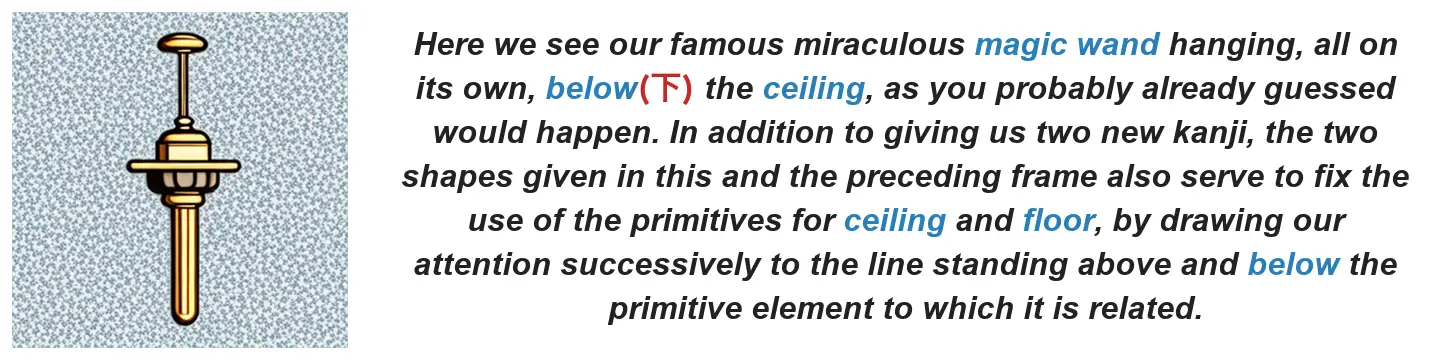 Here we see our famous miraculous magic wand hanging, all on
its own, below(下) the ceiling, as you probably already guessed
would happen. In addition to giving us two new kanji, the two
shapes given in this and the preceding frame also serve to fix the
use of the primitives for ceiling and floor, by drawing our
attention successively to the line standing above and below the
primitive element to which it is related.